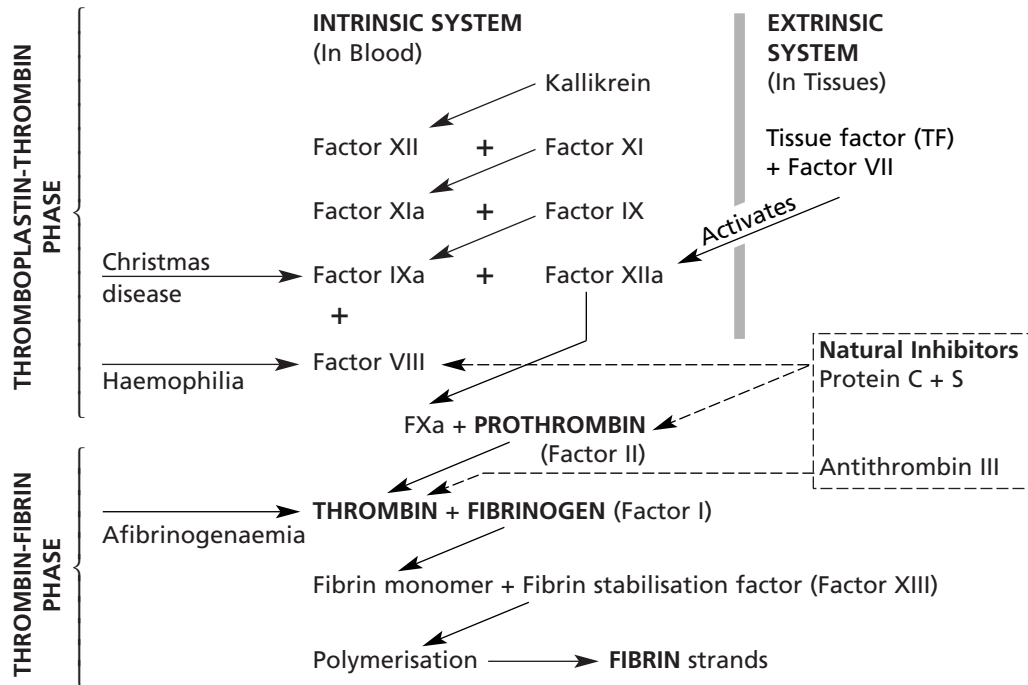 INTRINSIC SYSTEM
(In Blood)
EXTRINSIC
SYSTEM
(In Tissues)
THROMBOPLASTIN-THROMBIN
PHASE
Kallikrein
Factor XII + Factor XI
Tissue factor (TF)
+ Factor VII
Factor XIa + Factor IX
Activates
Christmas
disease
Factor IXa + Factor XIIa
+
Haemophilia
Factor VIII
Natural Inhibitors
Protein C + S
FXa + PROTHROMBIN
(Factor II)
Antithrombin III
THROMBIN-FIBRIN
PHASE
Afibrinogenaemia
THROMBIN + FIBRINOGEN (Factor I)
Fibrin monomer + Fibrin stabilisation factor (Factor XIII)
Polymerisation FIBRIN strands